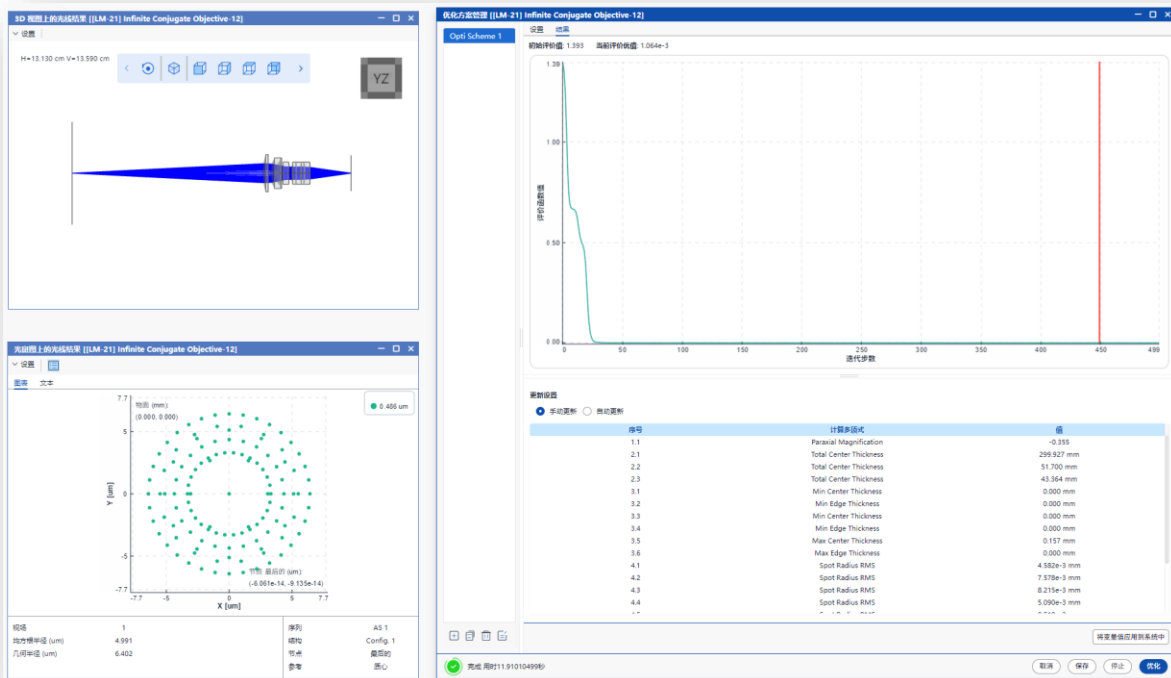 3D 视图上的光线结果 [[LM-21] Infinite Conjugate Objective-12]
设置
H=13.130 cm V=13.590 cm
YZ
光斑图上的光线结果 [[LM-21] Infinite Conjugate Objective-12]
设置
图表 文本
7.7
物面 (mm)
(0.000, 0.000)
0.486 um
5
0
Y [um]
-5
节点 最后的 (um)
(-6.061e-14, -9.135e-14)
-7.7
-7.7 -5 0 5 7.7
X [um]
视场 1
均方根半径 (um) 4.991
几何半径 (um) 6.402
序列 AS 1
结构 Config. 1
节点 最后的
参考 质心
优化方案管理 [[LM-21] Infinite Conjugate Objective-12]
Opti Scheme 1
设置 结果
初始评价值: 1.393 当前评价值: 1.064e-3
1.39
1.00
评价函数值
0.50
0.00
0 50 100 150 200 250 300 350 400 450 499
迭代步数
更新设置
手动更新 自动更新
序号 计算多项式 值
1.1 Paraxial Magnification -0.355
2.1 Total Center Thickness 299.927 mm
2.2 Total Center Thickness 51.700 mm
2.3 Total Center Thickness 43.364 mm
3.1 Min Center Thickness 0.000 mm
3.2 Min Edge Thickness 0.000 mm
3.3 Min Center Thickness 0.000 mm
3.4 Min Edge Thickness 0.000 mm
3.5 Max Center Thickness 0.157 mm
3.6 Max Edge Thickness 0.000 mm
4.1 Spot Radius RMS 4.582e-3 mm
4.2 Spot Radius RMS 7.578e-3 mm
4.3 Spot Radius RMS 8.215e-3 mm
4.4 Spot Radius RMS 5.090e-3 mm
将变量值应用到系统中
完成 用时11.91010499秒
取消 保存 停止 优化